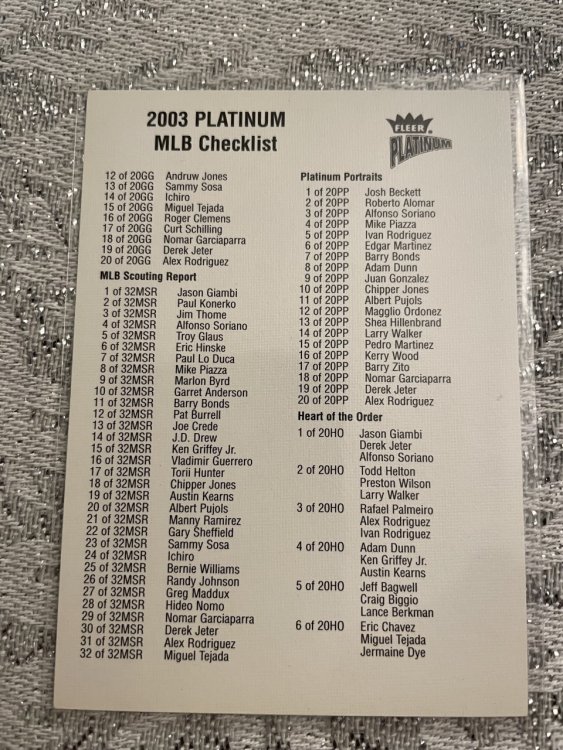 2003 PLATINUM
MLB Checklist
FLEER
PLATINUM
12 of 20GG Andruw Jones
13 of 20GG Sammy Sosa
14 of 20GG Ichiro
15 of 20GG Miguel Tejada
16 of 20GG Roger Clemens
17 of 20GG Curt Schilling
18 of 20GG Nomar Garciaparra
19 of 20GG Derek Jeter
20 of 20GG Alex Rodriguez
MLB Scouting Report
1 of 32MSR Jason Giambi
2 of 32MSR Paul Konerko
3 of 32MSR Jim Thome
4 of 32MSR Alfonso Soriano
5 of 32MSR Troy Glaus
6 of 32MSR Eric Hinske
7 of 32MSR Paul Lo Duca
8 of 32MSR Mike Piazza
9 of 32MSR Marlon Byrd
10 of 32MSR Garret Anderson
11 of 32MSR Barry Bonds
12 of 32MSR Pat Burrell
13 of 32MSR Joe Crede
14 of 32MSR J.D. Drew
15 of 32MSR Ken Griffey Jr.
16 of 32MSR Vladimir Guerrero
17 of 32MSR Torii Hunter
18 of 32MSR Chipper Jones
19 of 32MSR Austin Kearns
20 of 32MSR Albert Pujols
21 of 32MSR Manny Ramirez
22 of 32MSR Gary Sheffield
23 of 32MSR Sammy Sosa
24 of 32MSR Ichiro
25 of 32MSR Bernie Williams
26 of 32MSR Randy Johnson
27 of 32MSR Greg Maddux
28 of 32MSR Hideo Nomo
29 of 32MSR Nomar Garciaparra
30 of 32MSR Derek Jeter
31 of 32MSR Alex Rodriguez
32 of 32MSR Miguel Tejada
Platinum Portraits
1 of 20PP Josh Beckett
2 of 20PP Roberto Alomar
3 of 20PP Alfonso Soriano
4 of 20PP Mike Piazza
5 of 20PP Ivan Rodriguez
6 of 20PP Edgar Martinez
7 of 20PP Barry Bonds
8 of 20PP Adam Dunn
9 of 20PP Juan Gonzalez
10 of 20PP Chipper Jones
11 of 20PP Albert Pujols
12 of 20PP Magglio Ordonez
13 of 20PP Shea Hillenbrand
14 of 20PP Larry Walker
15 of 20PP Pedro Martinez
16 of 20PP Kerry Wood
17 of 20PP Barry Zito
18 of 20PP Nomar Garciaparra
19 of 20PP Derek Jeter
20 of 20PP Alex Rodriguez
Heart of the Order
1 of 20HO Jason Giambi
Derek Jeter
Alfonso Soriano
2 of 20HO Todd Helton
Preston Wilson
Larry Walker
3 of 20HO Rafael Palmeiro
Alex Rodriguez
Ivan Rodriguez
4 of 20HO Adam Dunn
Ken Griffey Jr.
Austin Kearns
5 of 20HO Jeff Bagwell
Craig Biggio
Lance Berkman
6 of 20HO Eric Chavez
Miguel Tejada
Jermaine Dye